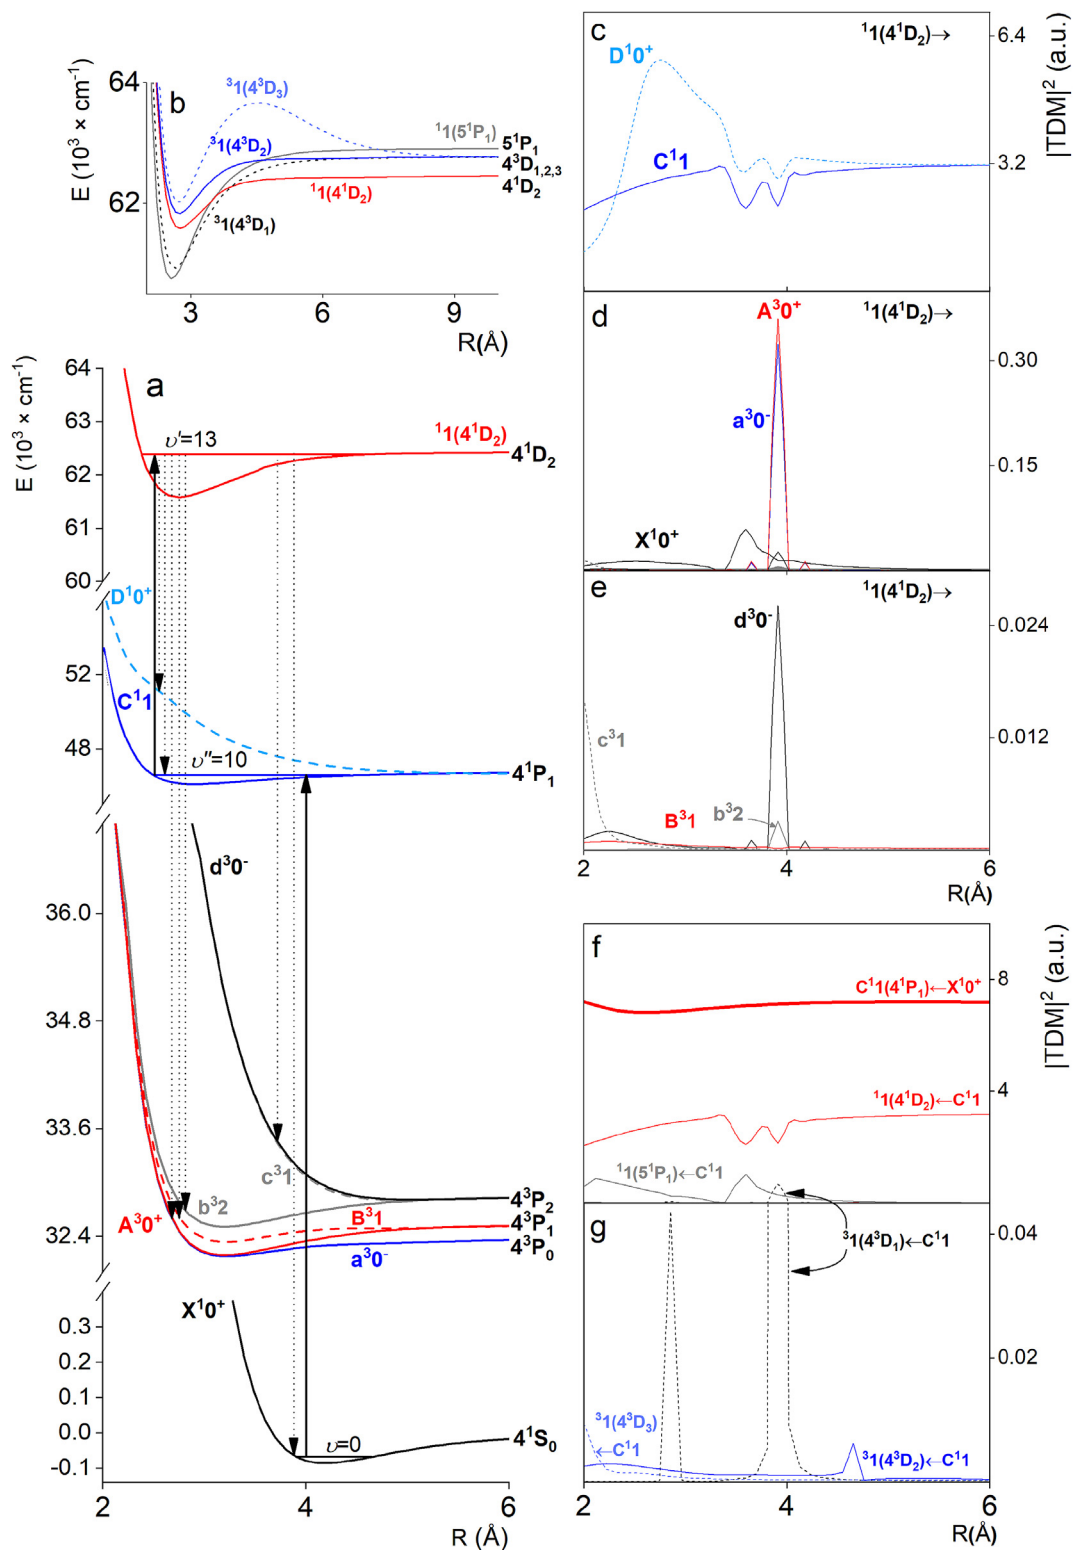 b
64
62
E (10³ × cm⁻¹)
³1(4³D₃)
³1(4³D₂)
¹1(5¹P₁)
¹1(4¹D₂)
³1(4³D₁)
5¹P₁
4³D₁,₂,₃
4¹D₂
3
6
9
R(Å)
a
E (10³ × cm⁻¹)
64
63
62
61
60
υ'=13
¹1(4¹D₂)
4¹D₂
D¹0⁺
52
C¹1
48
υ''=10
4¹P₁
d³0⁻
36.0
34.8
33.6
32.4
c³1
b³2
A³0⁺
B³1
a³0⁻
4³P₂
4³P₁
4³P₀
X¹0⁺
0.3
0.2
0.1
0.0
-0.1
υ=0
4¹S₀
2
4
6
R (Å)
c
¹1(4¹D₂)→
D¹0⁺
C¹1
6.4
3.2
|TDM|² (a.u.)
d
A³0⁺
¹1(4¹D₂)→
a³0⁻
X¹0⁺
0.30
0.15
e
¹1(4¹D₂)→
d³0⁻
c³1
B³1
b³2
0.024
0.012
2
4
6
R(Å)
f
C¹1(4¹P₁)←X¹0⁺
¹1(4¹D₂)←C¹1
¹1(5¹P₁)←C¹1
8
4
|TDM|² (a.u.)
g
³1(4³D₁)←C¹1
³1(4³D₃)
←C¹1
³1(4³D₂)←C¹1
0.04
0.02
2
4
6
R(Å)